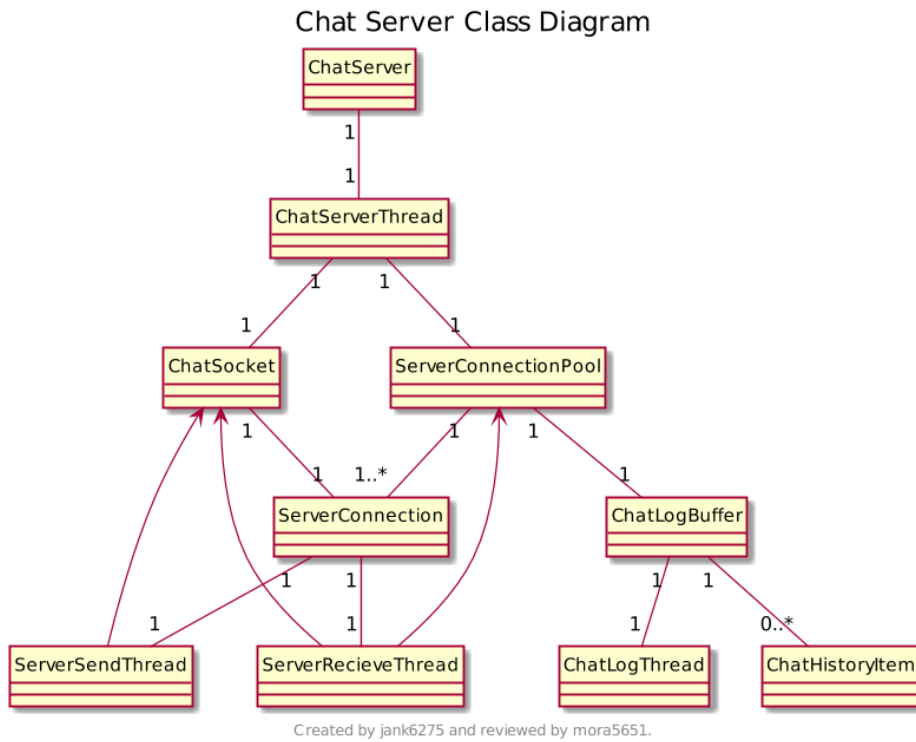 Chat Server Class Diagram
ChatServer
1
1
ChatServerThread
1 1
1 1
ChatSocket ServerConnectionPool
1 1 1
1 1..* 1
ServerConnection ChatLogBuffer
1 1 1 1
1 1 1 0..*
ServerSendThread ServerRecieveThread ChatLogThread ChatHistoryItem
Created by jank6275 and reviewed by mora5651.